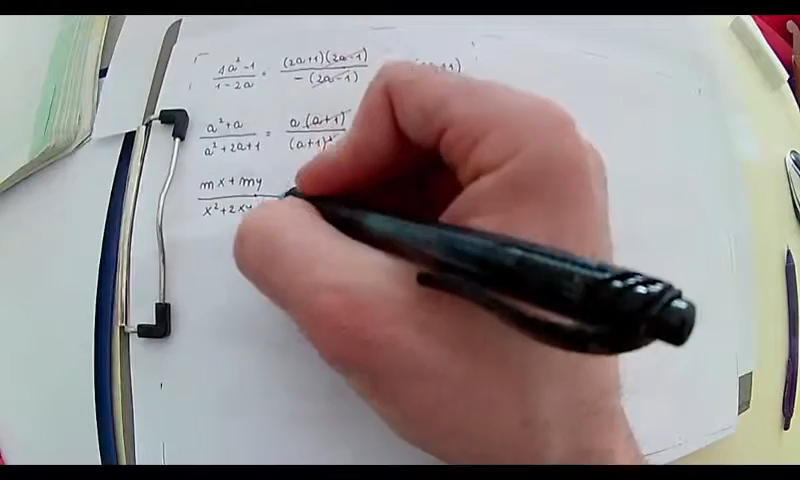 4a²-1 / 1-2a = (2a+1)(2a-1) / -(2a-1)
a²+a / a²+2a+1 = a(a+1) / (a+1)²
mx+my / x²+2xy